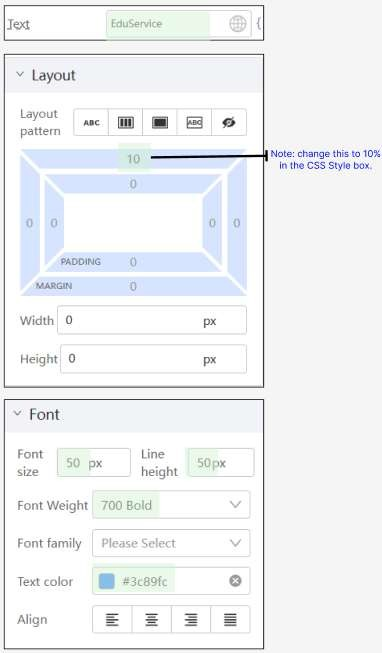 Text EduService {
Layout
Layout pattern ABC ABC
10
Note: change this to 10% in the CSS Style box.
0
0 0 0 0
PADDING 0
MARGIN 0
Width 0 px
Height 0 px
Font
Font size 50 px Line height 50 px
Font Weight 700 Bold
Font family Please Select
Text color #3c89fc
Align